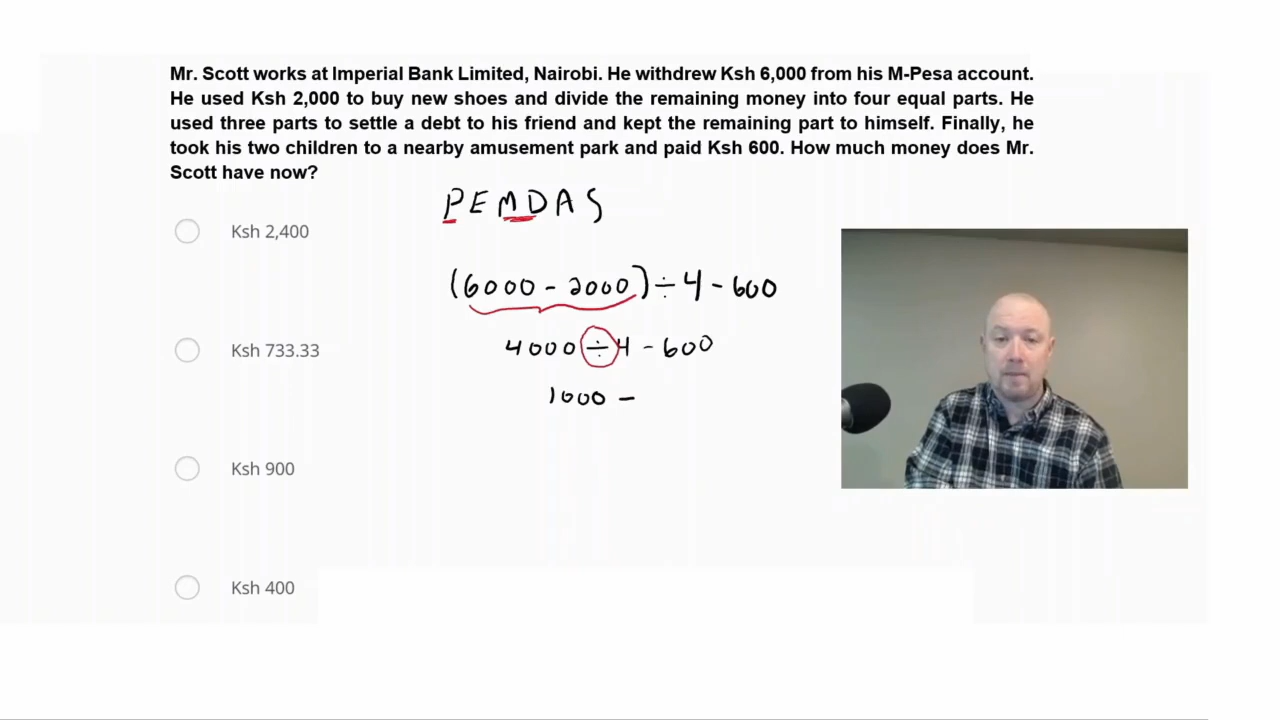 Mr. Scott works at Imperial Bank Limited, Nairobi. He withdrew Ksh 6,000 from his M-Pesa account.
He used Ksh 2,000 to buy new shoes and divide the remaining money into four equal parts. He
used three parts to settle a debt to his friend and kept the remaining part to himself. Finally, he
took his two children to a nearby amusement park and paid Ksh 600. How much money does Mr.
Scott have now?
PEMDAS
Ksh 2,400
(6000 - 2000) ÷ 4 - 600
4000 ÷ 4 - 600
Ksh 733.33
1000 -
Ksh 900
Ksh 400